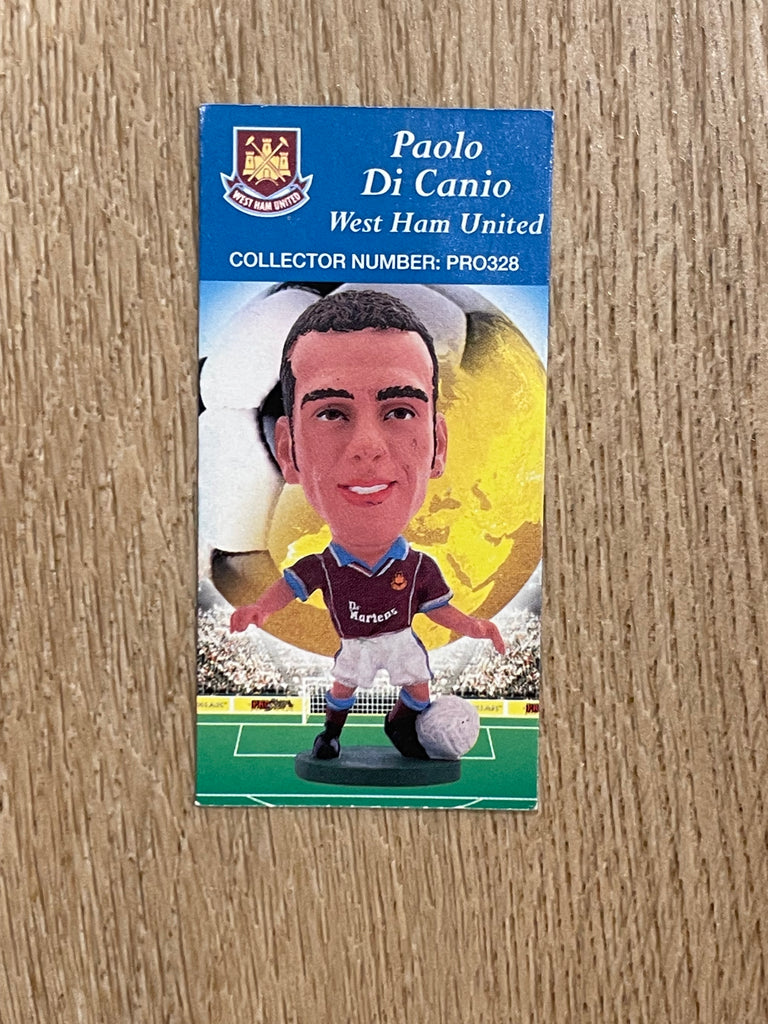 Paolo
Di Canio
West Ham United
WEST HAM UNITED
COLLECTOR NUMBER: PRO328
Dr.
Martens